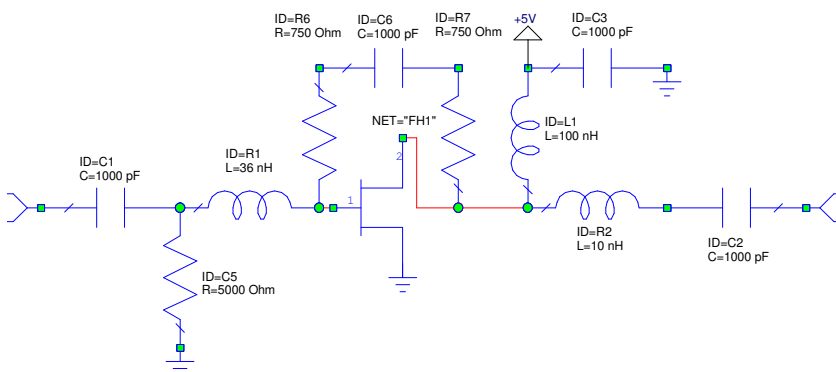 ID=R6
R=750 Ohm
ID=C6
C=1000 pF
ID=R7
R=750 Ohm
+5V
ID=C3
C=1000 pF
NET="FH1"
ID=L1
L=100 nH
2
ID=C1
C=1000 pF
ID=R1
L=36 nH
1
ID=R2
L=10 nH
ID=C2
C=1000 pF
ID=C5
R=5000 Ohm